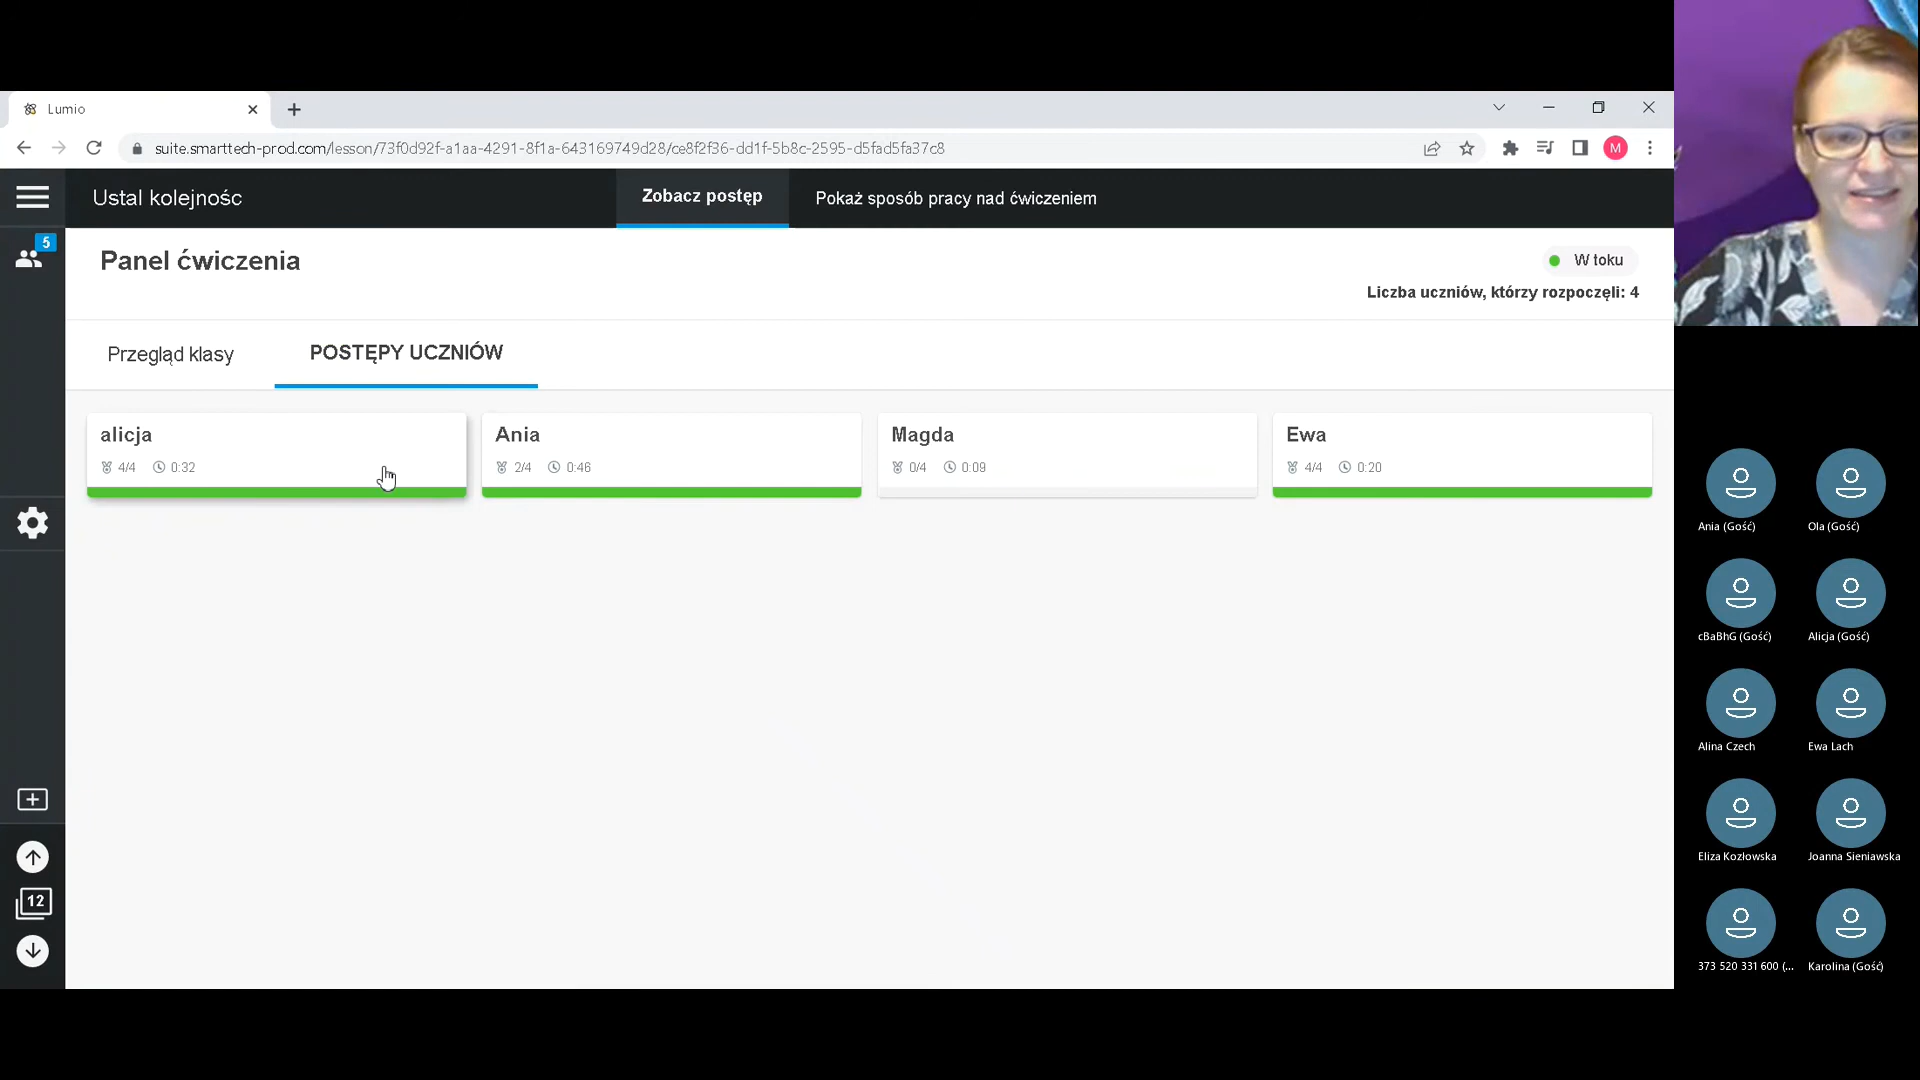 Lumio
suite.smarttech-prod.com/lesson/73f0d92f-a1aa-4291-8f1a-643169749d28/ce8f2f36-dd1f-5b8c-2595-d5fad5fa37c8
M
Ustal kolejnośc
Zobacz postęp
Pokaż sposób pracy nad ćwiczeniem
5
Panel ćwiczenia
W toku
Liczba uczniów, którzy rozpoczęli: 4
Przegląd klasy
POSTĘPY UCZNIÓW
alicja
4/4 0:32
Ania
2/4 0:46
Magda
0/4 0:09
Ewa
4/4 0:20
12
Ania (Gość)
Ola (Gość)
cBaBhG (Gość)
Alicja (Gość)
Alina Czech
Ewa Lach
Eliza Kozłowska
Joanna Sieniawska
373 520 331 600 (...
Karolina (Gość)